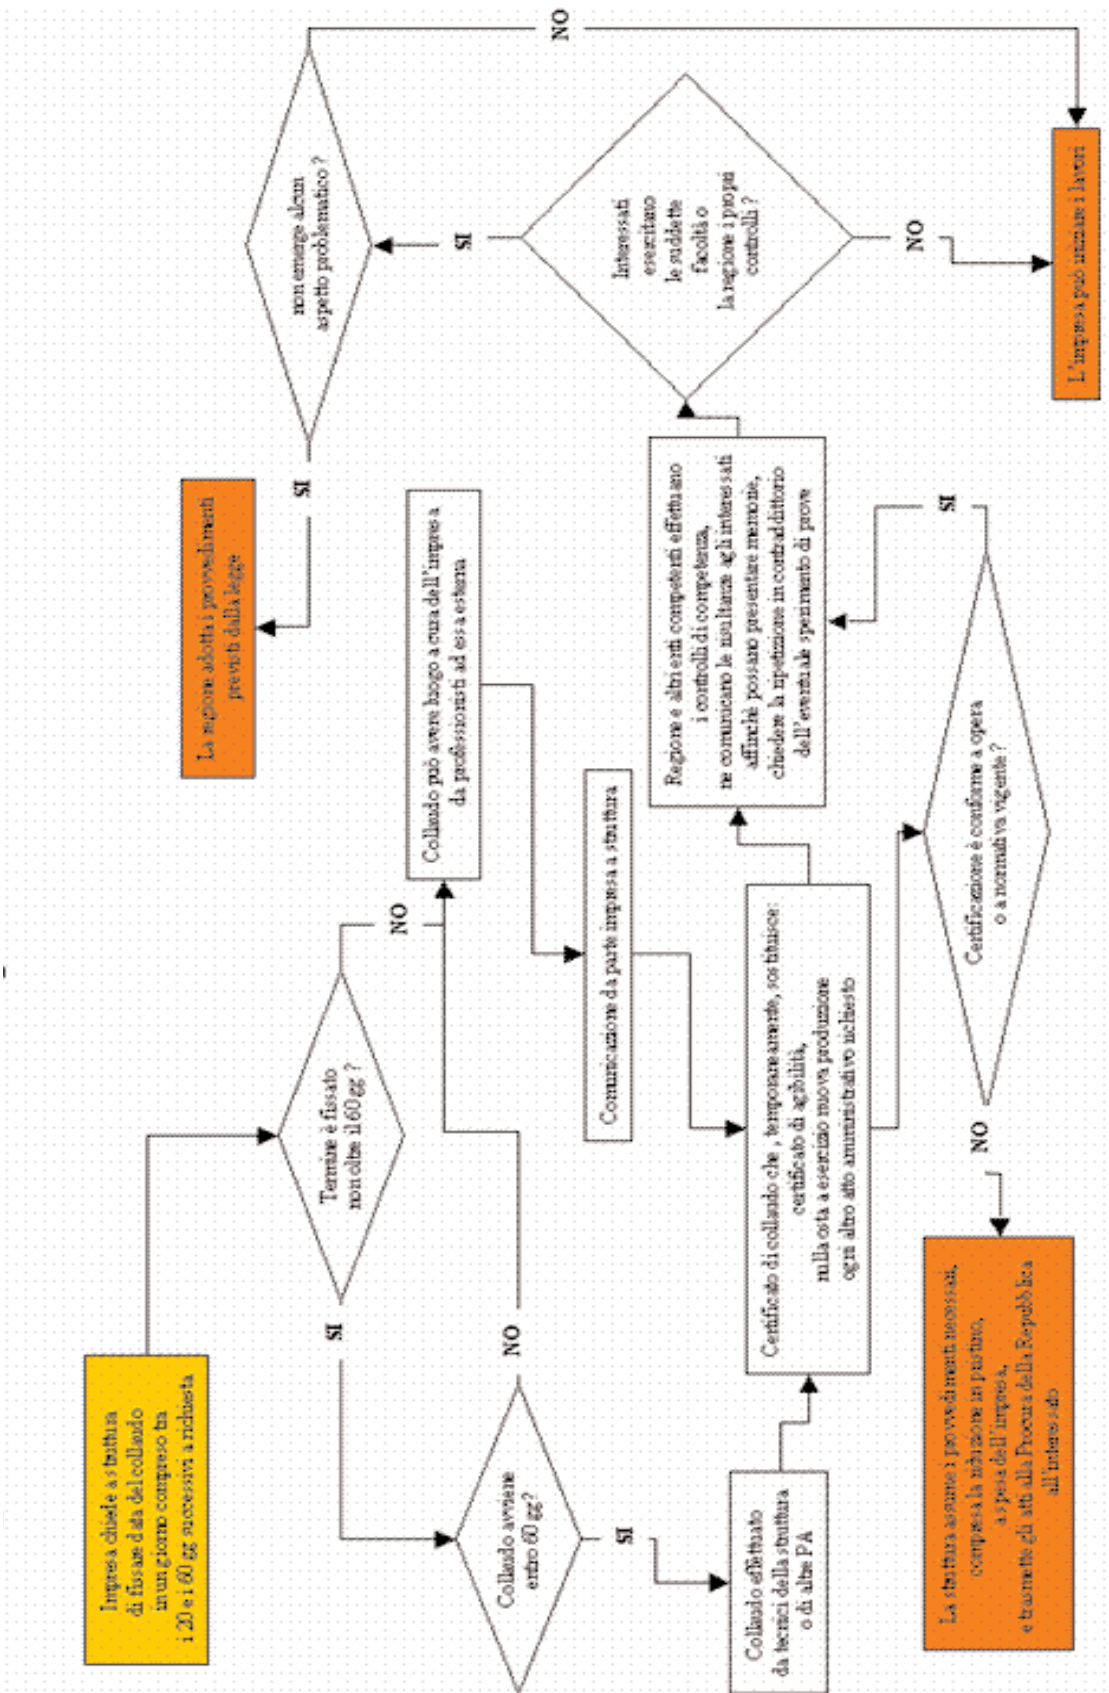 Impresa chiede a struttura
di fissare data del collaudo
in un giorno compreso tra
i 20 e i 60 gg successivi a richiesta
Termine è fissato
non oltre il 60 gg ?
SI
NO
Collaudo avviene
entro 60 gg?
NO
SI
Collaudo effettuato
da tecnici della struttura
o di altre PA
Collaudo può avere luogo a cura dell'impresa
da professionisti ad essa esterna
Comunicazione da parte impresa a struttura
Certificato di collaudo che , temporaneamente, sostituisce:
certificato di agibilità,
nulla osta a esercizio nuova produzione
ogni altro atto amministrativo richiesto
Certificazione è conforme a opera
o a normativa vigente ?
NO
SI
La struttura assume i provvedimenti necessari,
compresa la riduzione in pristino,
a spesa dell'impresa,
e trasmette gli atti alla Procura della Repubblica
all'interessato
Regione e altri enti competenti effettuano
i controlli di competenza,
ne comunicano le risultanze agli interessati
affinchè possano presentare memorie,
chiedere la ripetizione in contraddittorio
dell'eventuale sperimento di prove
Interessati
esercitano
le suddette
facoltà o
la regione i propri
controlli ?
SI
NO
non emerge alcun
aspetto problematico ?
SI
NO
La regione adotta i provvedimenti
previsti dalla legge
L'impresa può iniziare i lavori